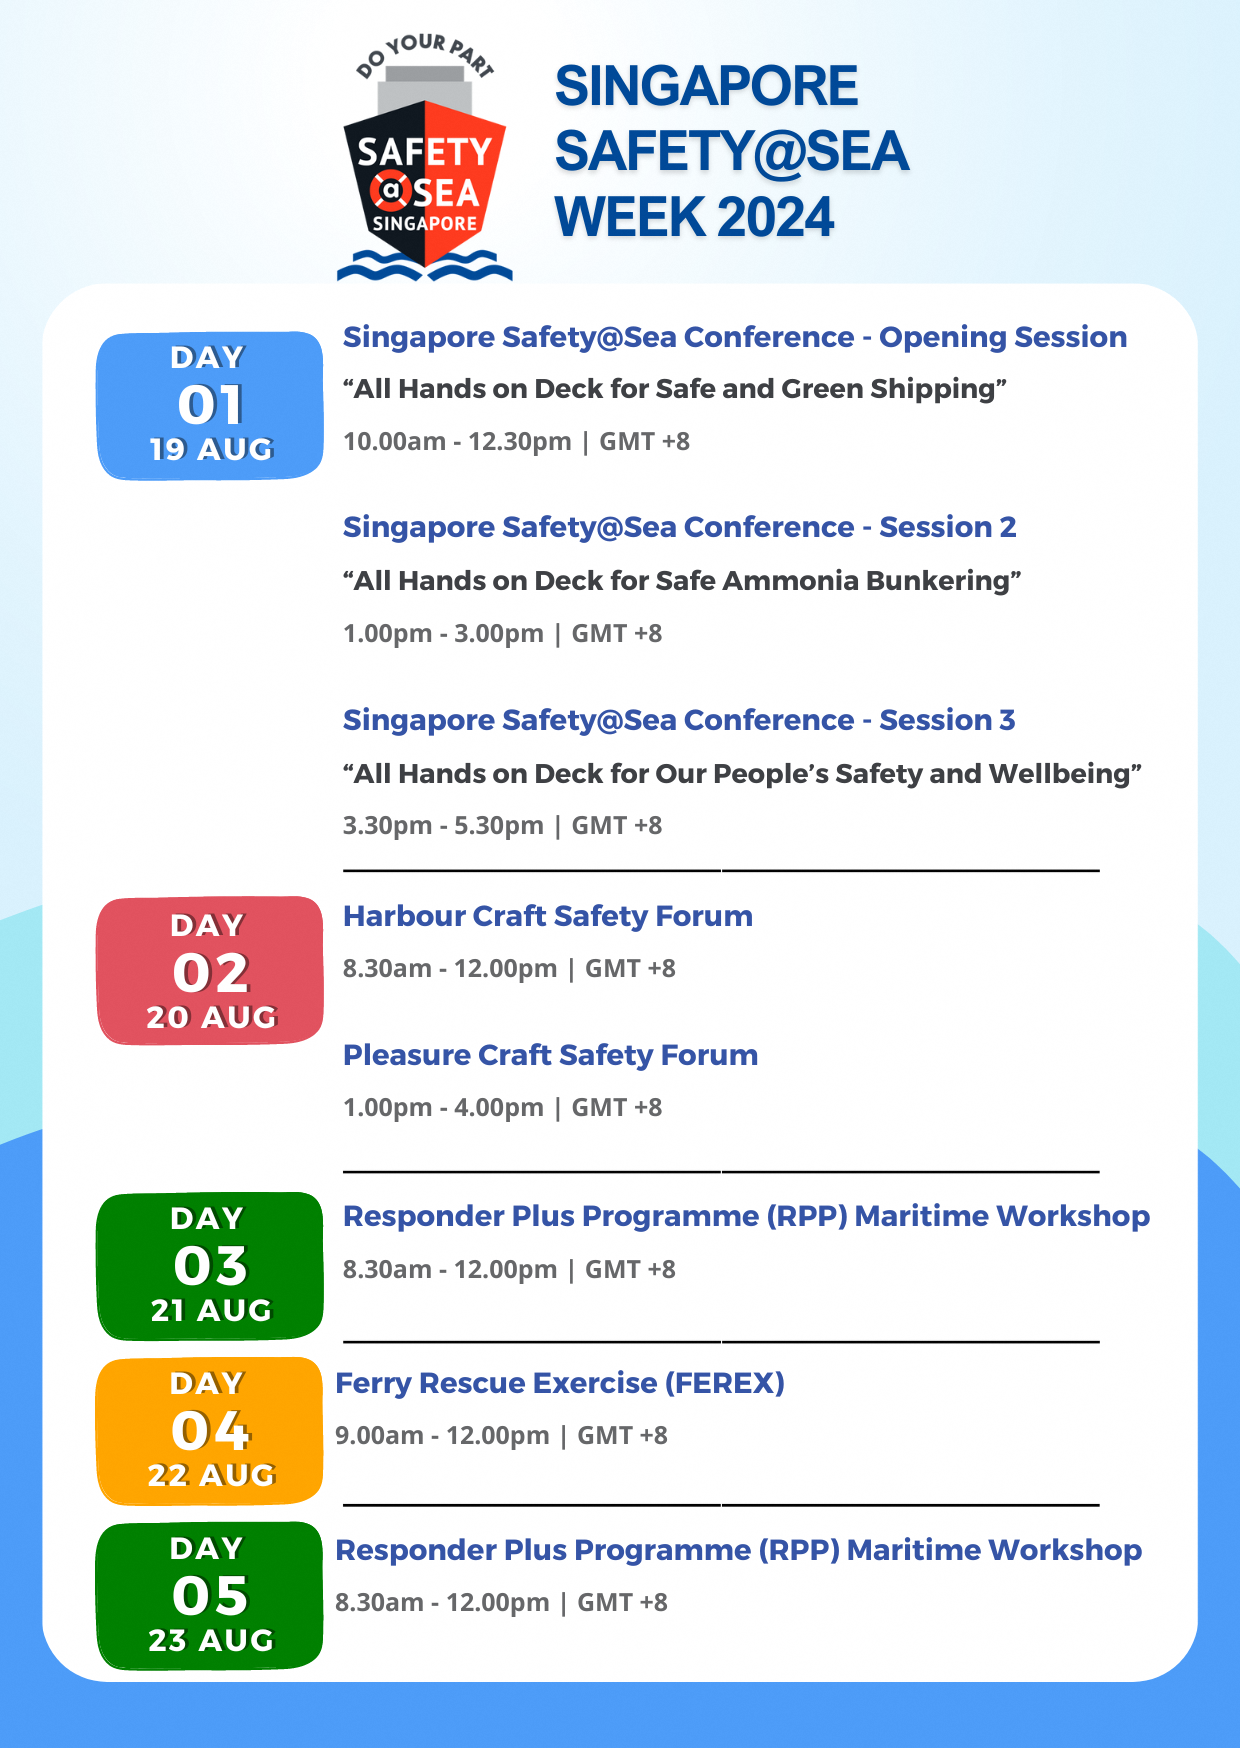 DO YOUR PART
SAFETY
@SEA
SINGAPORE
SINGAPORE
SAFETY@SEA
WEEK 2024
DAY
01
19 AUG
Singapore Safety@Sea Conference - Opening Session
“All Hands on Deck for Safe and Green Shipping”
10.00am - 12.30pm | GMT +8
Singapore Safety@Sea Conference - Session 2
“All Hands on Deck for Safe Ammonia Bunkering”
1.00pm - 3.00pm | GMT +8
Singapore Safety@Sea Conference - Session 3
“All Hands on Deck for Our People’s Safety and Wellbeing”
3.30pm - 5.30pm | GMT +8
DAY
02
20 AUG
Harbour Craft Safety Forum
8.30am - 12.00pm | GMT +8
Pleasure Craft Safety Forum
1.00pm - 4.00pm | GMT +8
DAY
03
21 AUG
Responder Plus Programme (RPP) Maritime Workshop
8.30am - 12.00pm | GMT +8
DAY
04
22 AUG
Ferry Rescue Exercise (FEREX)
9.00am - 12.00pm | GMT +8
DAY
05
23 AUG
Responder Plus Programme (RPP) Maritime Workshop
8.30am - 12.00pm | GMT +8